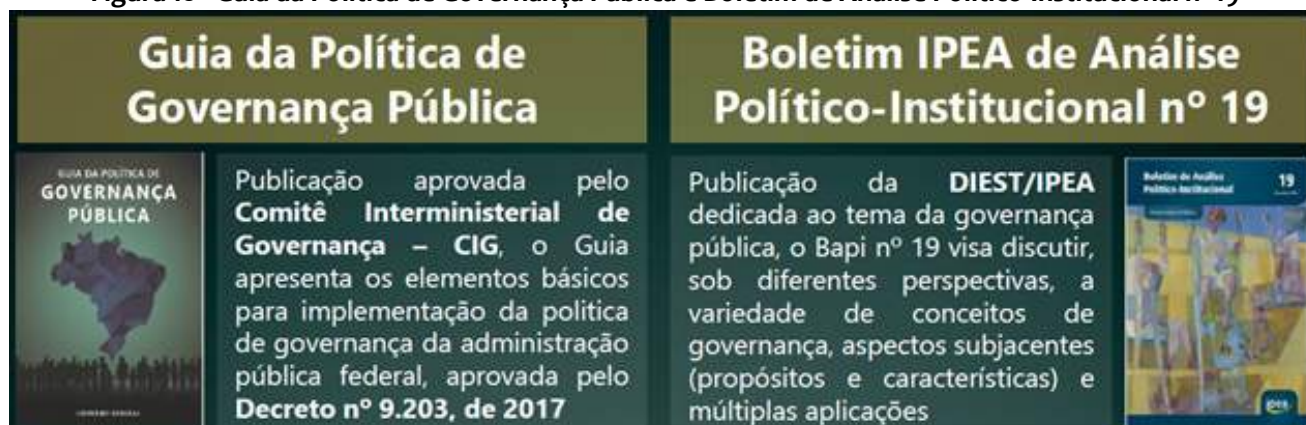 Guia da Política de
Governança Pública
GUIA DA POLÍTICA DE
GOVERNANÇA
PÚBLICA
Publicação aprovada pelo
Comitê Interministerial de
Governança – CIG, o Guia
apresenta os elementos básicos
para implementação da politica
de governança da administração
pública federal, aprovada pelo
Decreto nº 9.203, de 2017
Boletim IPEA de Análise
Político-Institucional nº 19
Publicação da DIEST/IPEA
dedicada ao tema da governança
pública, o Bapi nº 19 visa discutir,
sob diferentes perspectivas, a
variedade de conceitos de
governança, aspectos subjacentes
(propósitos e características) e
múltiplas aplicações
Boletim de Análise
Político-Institucional
19
ipea